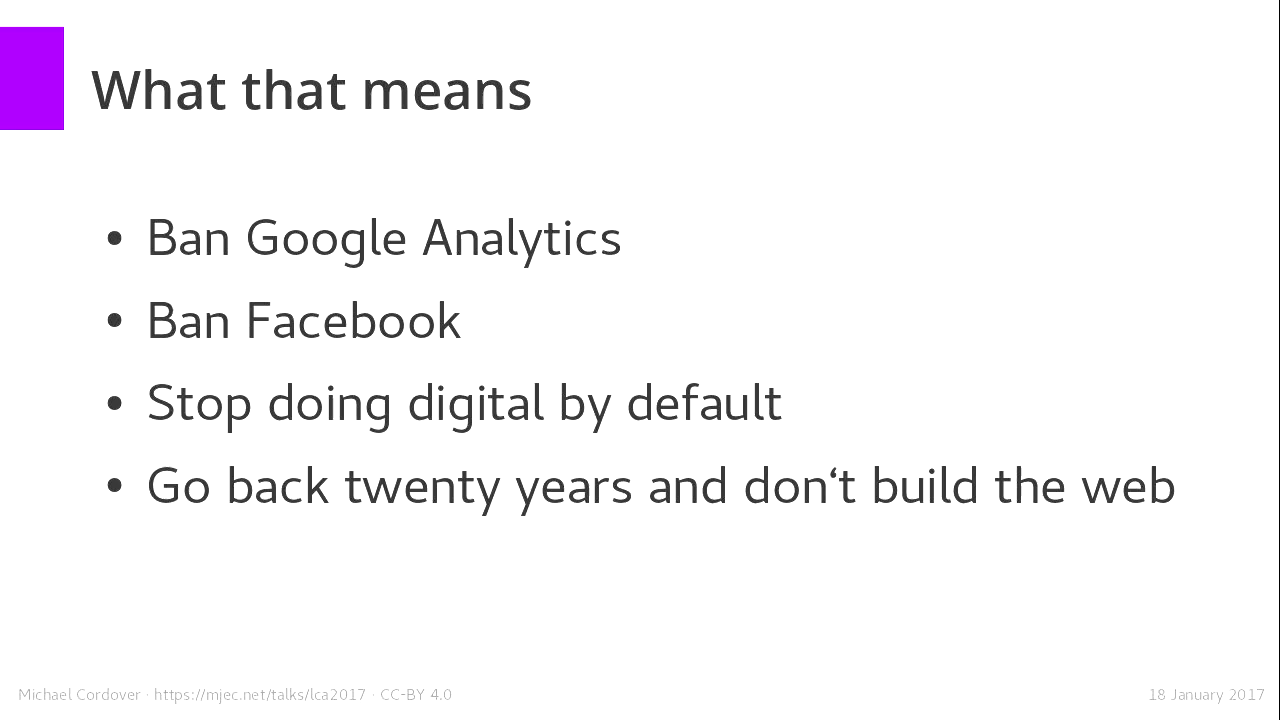 What that means
• Ban Google Analytics
• Ban Facebook
• Stop doing digital by default
• Go back twenty years and don‘t build the web
Michael Cordover · https://mjec.net/talks/lca2017 · CC-BY 4.0
18 January 2017